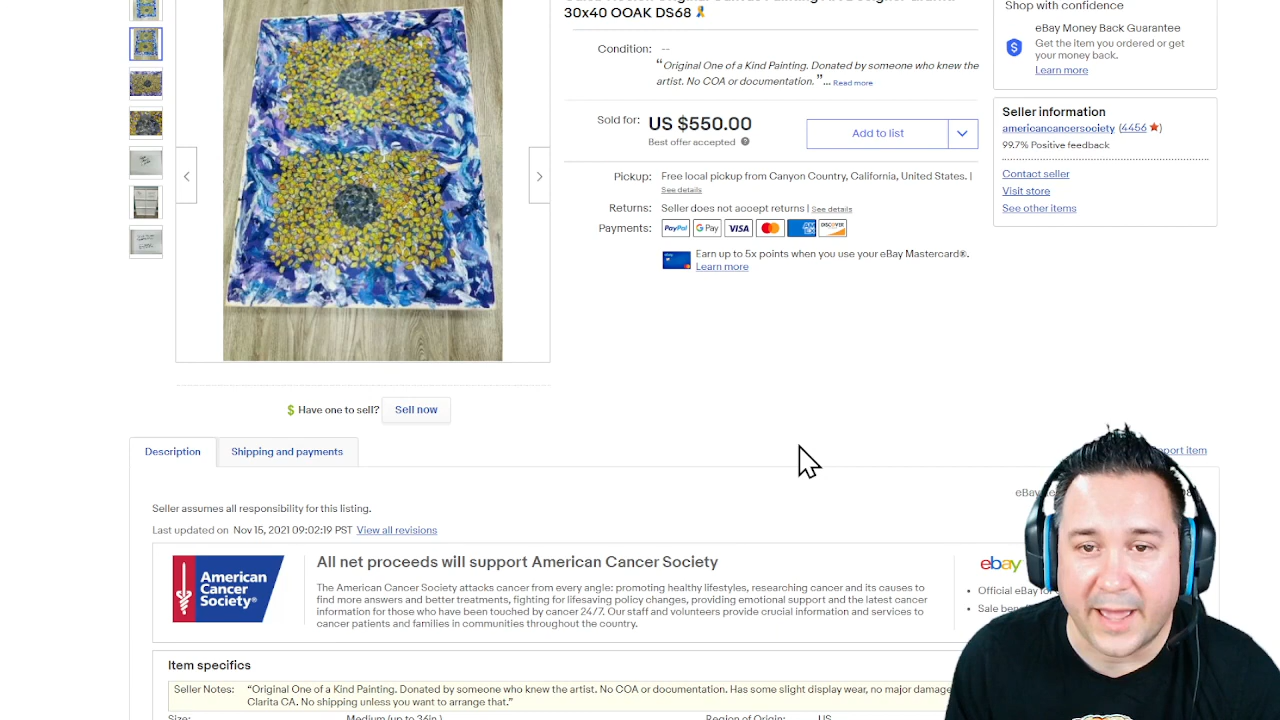 30x40 OOAK DS68
Condition: --
“Original One of a Kind Painting. Donated by someone who knew the
artist. No COA or documentation. ”... Read more
Sold for: US $550.00
Best offer accepted
Add to list
Pickup: Free local pickup from Canyon Country, California, United States. |
See details
Returns: Seller does not accept returns | See details
Payments: PayPal G Pay VISA DISCOVER
Earn up to 5x points when you use your eBay Mastercard®.
Learn more
Shop with confidence
eBay Money Back Guarantee
Get the item you ordered or get
your money back.
Learn more
Seller information
americancancersociety (4456 )
99.7% Positive feedback
Contact seller
Visit store
See other items
$ Have one to sell? Sell now
Description
Shipping and payments
Seller assumes all responsibility for this listing.
Last updated on Nov 15, 2021 09:02:19 PST View all revisions
American
Cancer
Society®
All net proceeds will support American Cancer Society
The American Cancer Society attacks cancer from every angle: promoting healthy lifestyles, researching cancer and its causes to
find more answers and better treatments, fighting for lifesaving policy changes, providing emotional support and the latest cancer
information for those who have been touched by cancer 24/7. Our staff and volunteers provide crucial information and services to
cancer patients and families in communities throughout the country.
ebay
Official eBay
Sale
Item specifics
Seller Notes: “Original One of a Kind Painting. Donated by someone who knew the artist. No COA or documentation. Has some slight display wear, no major damage
Clarita CA. No shipping unless you want to arrange that.”
Size: Medium (up to 36in.) Region of Origin: US